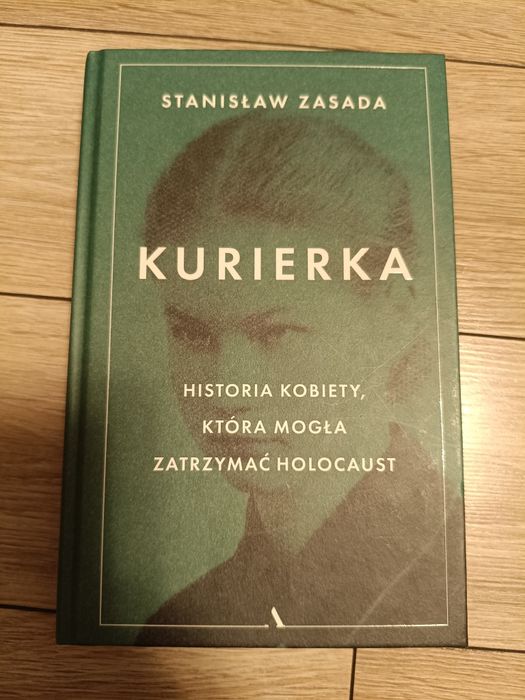 STANISŁAW ZASADA
KURIERKA
HISTORIA KOBIETY,
KTÓRA MOGŁA
ZATRZYMAĆ HOLOCAUST